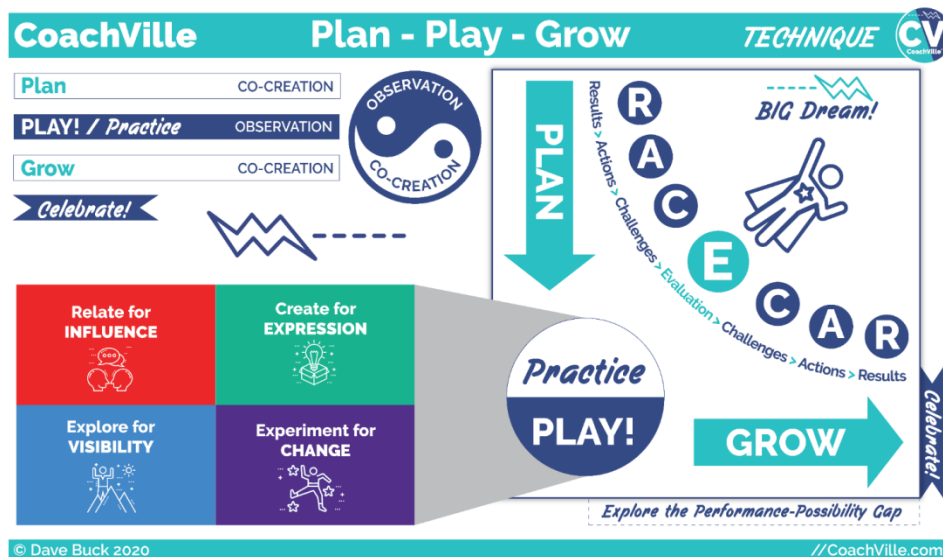 CoachVille Plan - Play - Grow TECHNIQUE CV
CoachVille
Plan CO-CREATION
PLAY! / Practice OBSERVATION
Grow CO-CREATION
Celebrate!
OBSERVATION
CO-CREATION
PLAN
R
A
C
E
C
A
R
Results > Actions > Challenges > Evaluation > Challenges > Actions > Results
BIG Dream!
Relate for
INFLUENCE
Create for
EXPRESSION
Explore for
VISIBILITY
Experiment for
CHANGE
Practice
PLAY!
GROW
Celebrate!
Explore the Performance-Possibility Gap
© Dave Buck 2020 //CoachVille.com